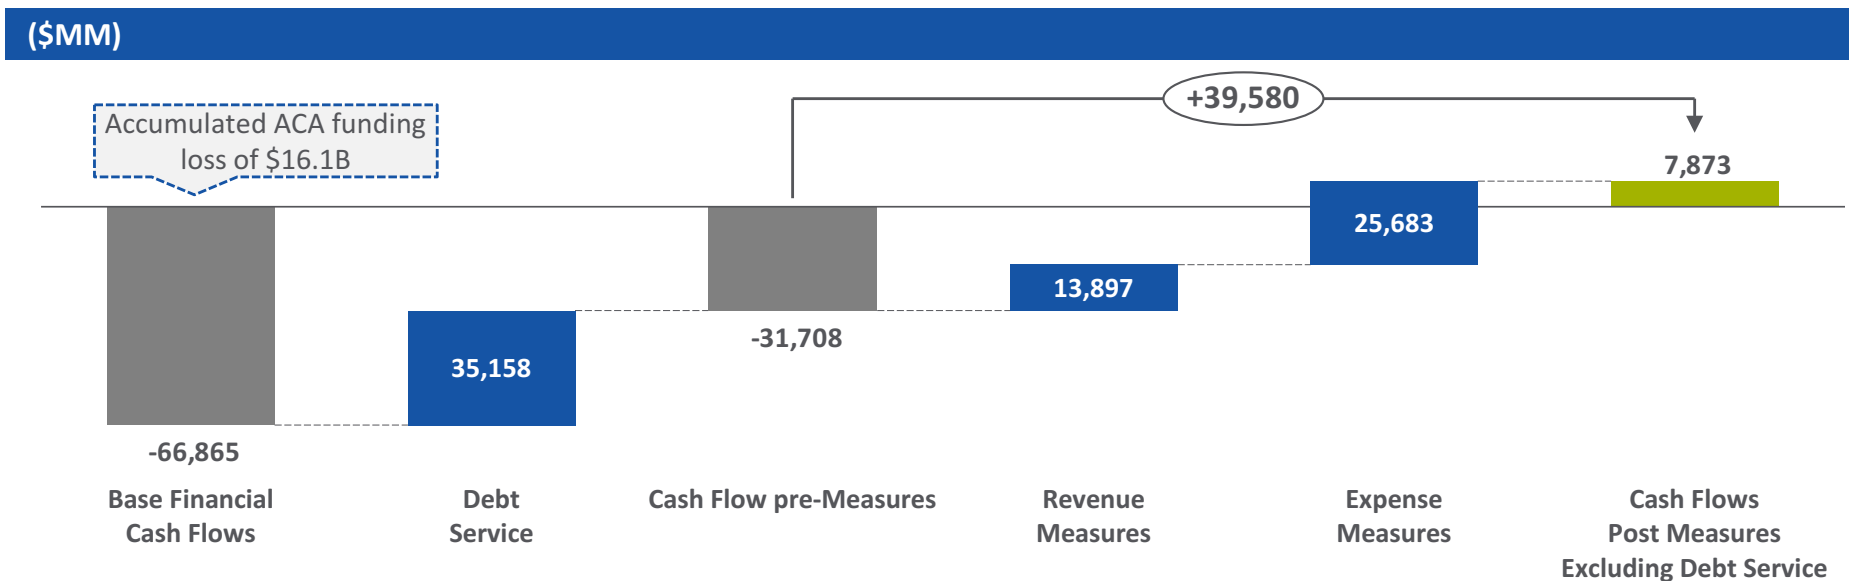 ($MM)
Accumulated ACA funding
loss of $16.1B
+39,580
7,873
25,683
13,897
-31,708
35,158
-66,865
Base Financial
Cash Flows
Debt
Service
Cash Flow pre-Measures
Revenue
Measures
Expense
Measures
Cash Flows
Post Measures
Excluding Debt Service